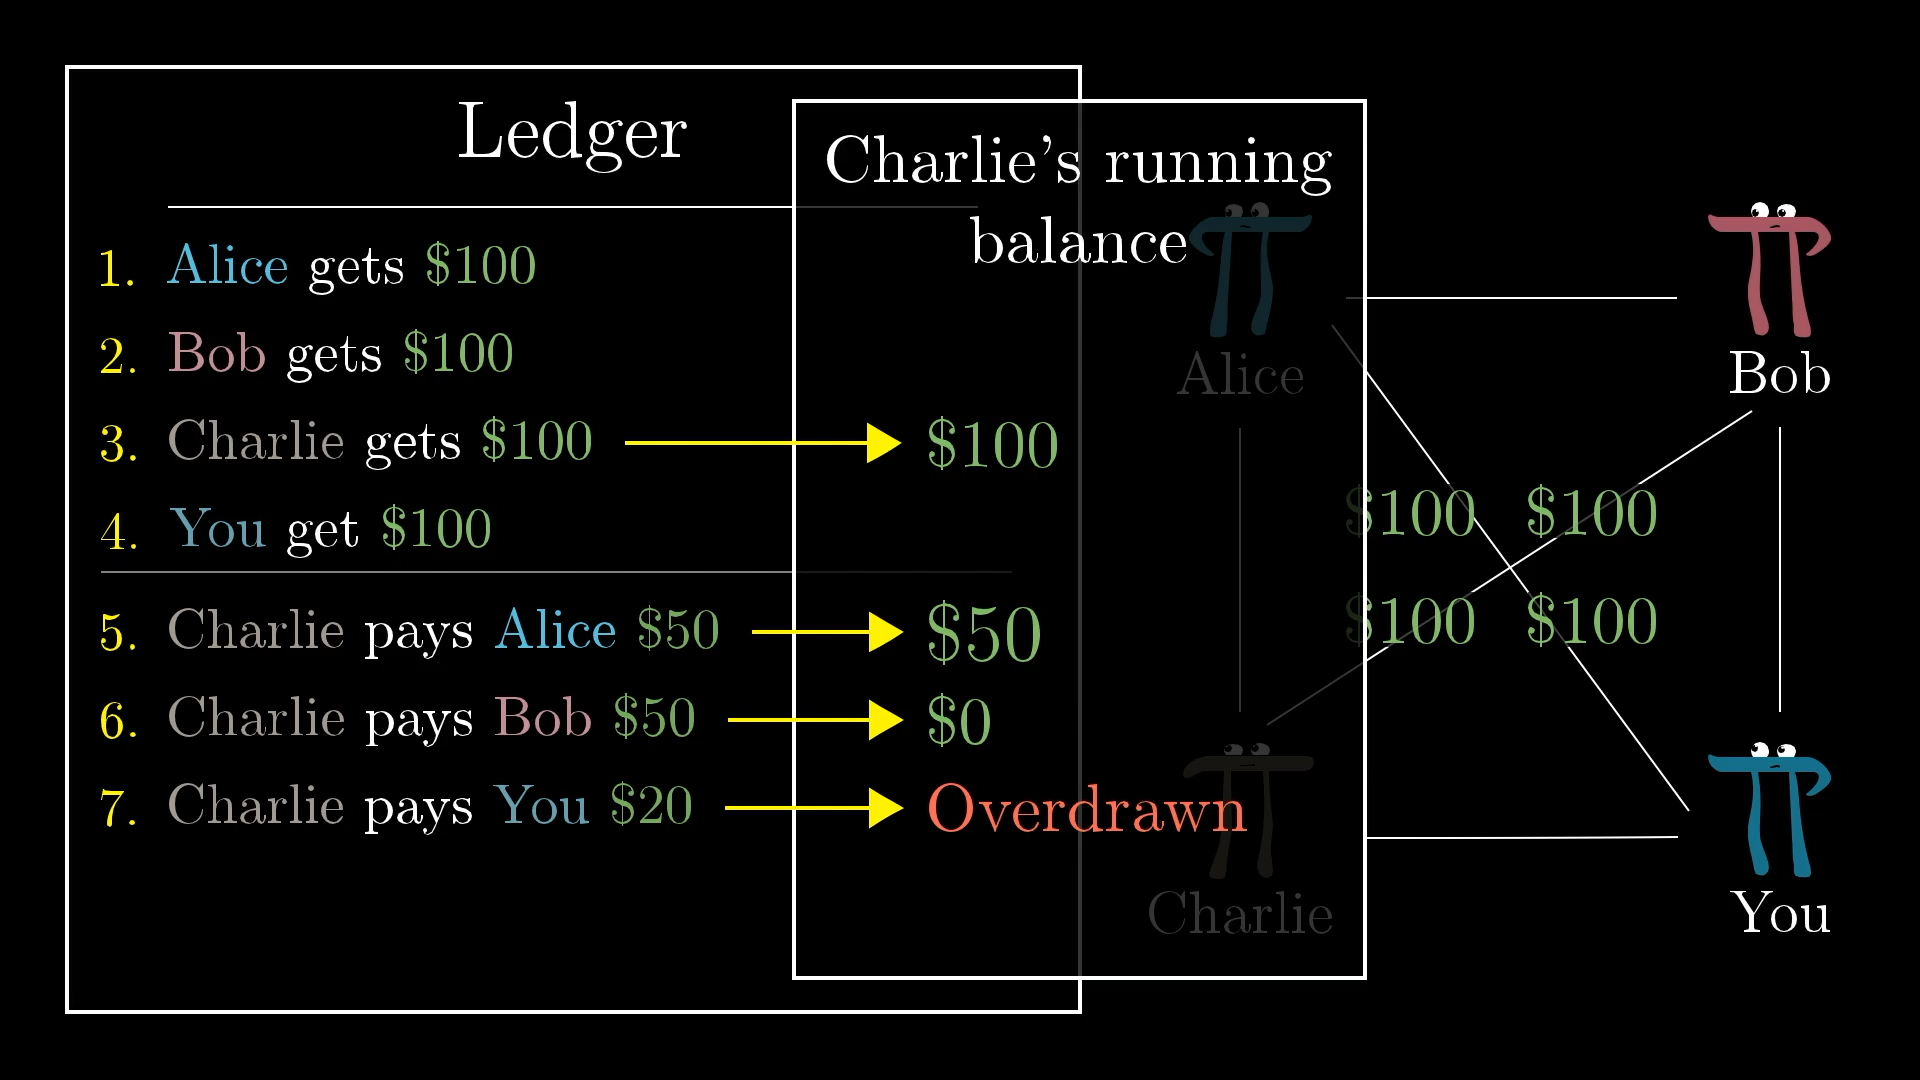 Ledger
1. Alice gets $100
2. Bob gets $100
3. Charlie gets $100
4. You get $100
5. Charlie pays Alice $50
6. Charlie pays Bob $50
7. Charlie pays You $20
Charlie's running
balance
$100
$50
$0
Overdrawn
Alice
Bob
$100 $100
$100 $100
Charlie
You